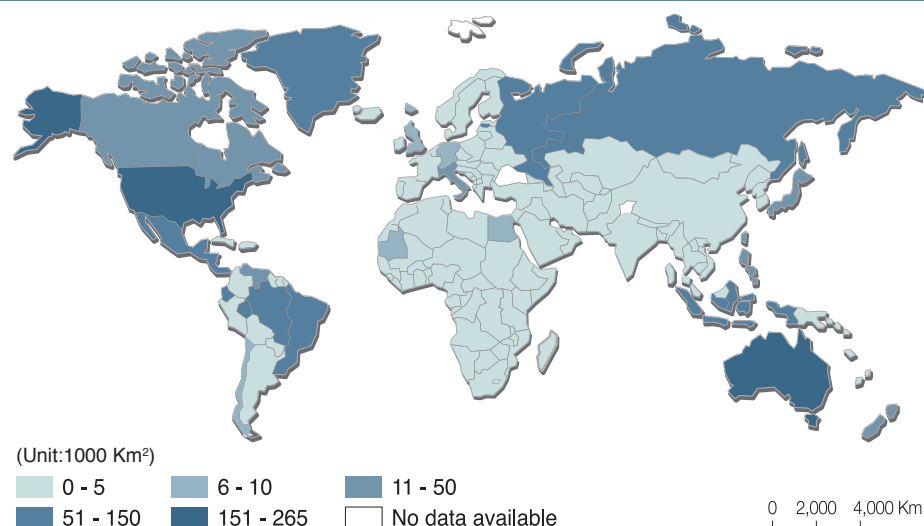 (Unit:1000 Km²)
0 - 5 6 - 10 11 - 50
51 - 150 151 - 265 No data available
0 2,000 4,000 Km